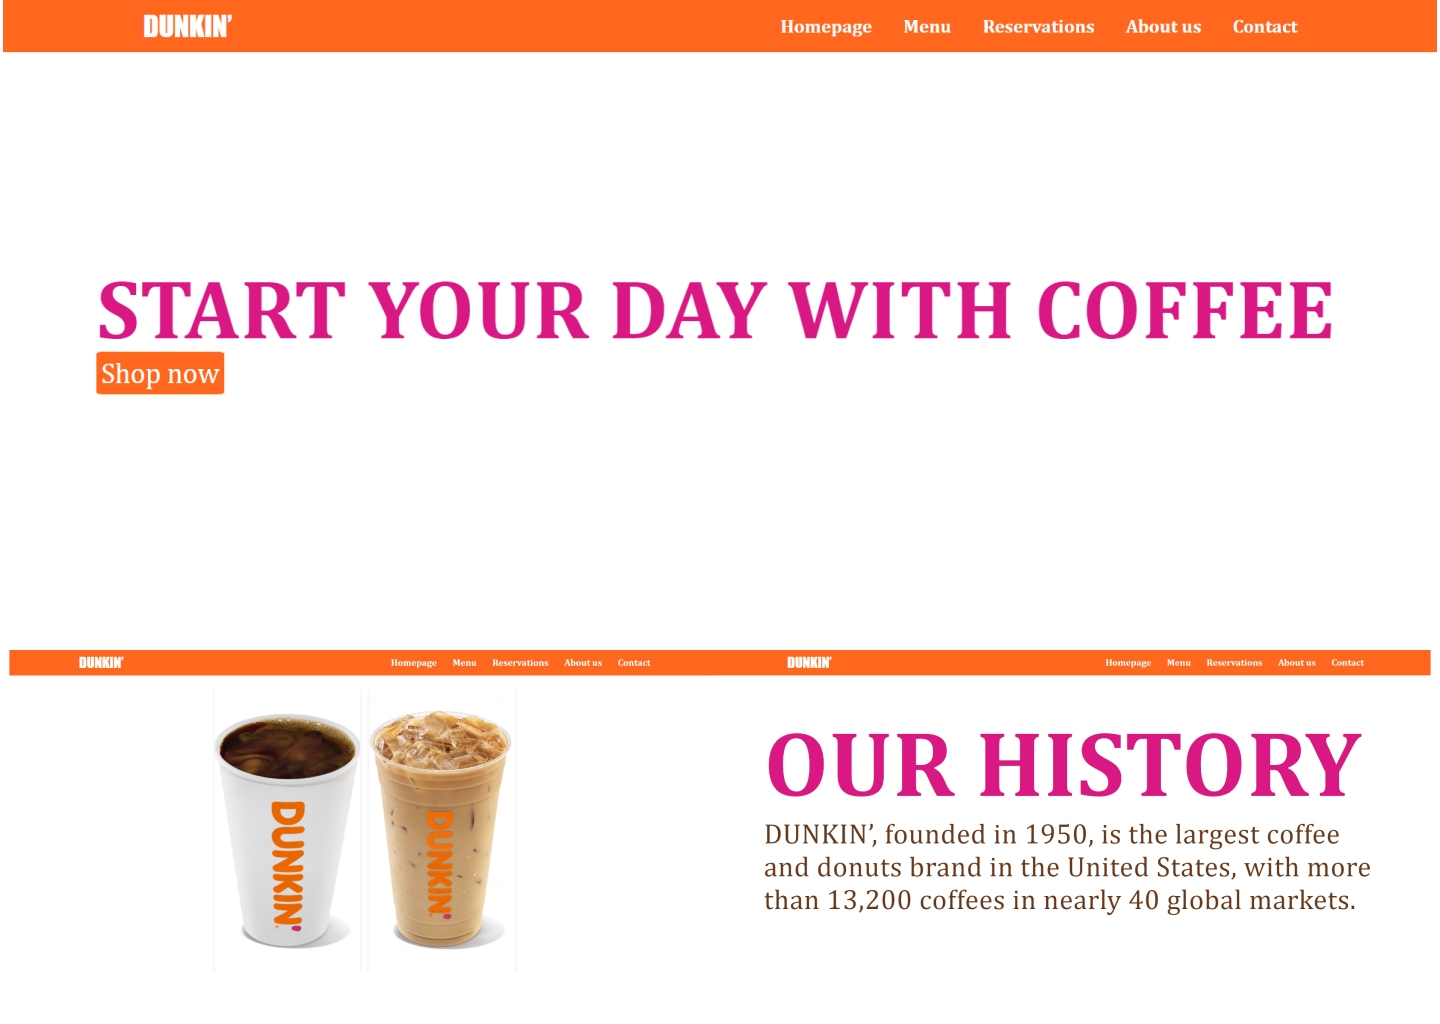 DUNKIN’ Homepage Menu Reservations About us Contact
START YOUR DAY WITH COFFEE
Shop now
DUNKIN’ Homepage Menu Reservations About us Contact
DUNKIN’ Homepage Menu Reservations About us Contact
DUNKIN’
DUNKIN’
OUR HISTORY
DUNKIN’, founded in 1950, is the largest coffee
and donuts brand in the United States, with more
than 13,200 coffees in nearly 40 global markets.